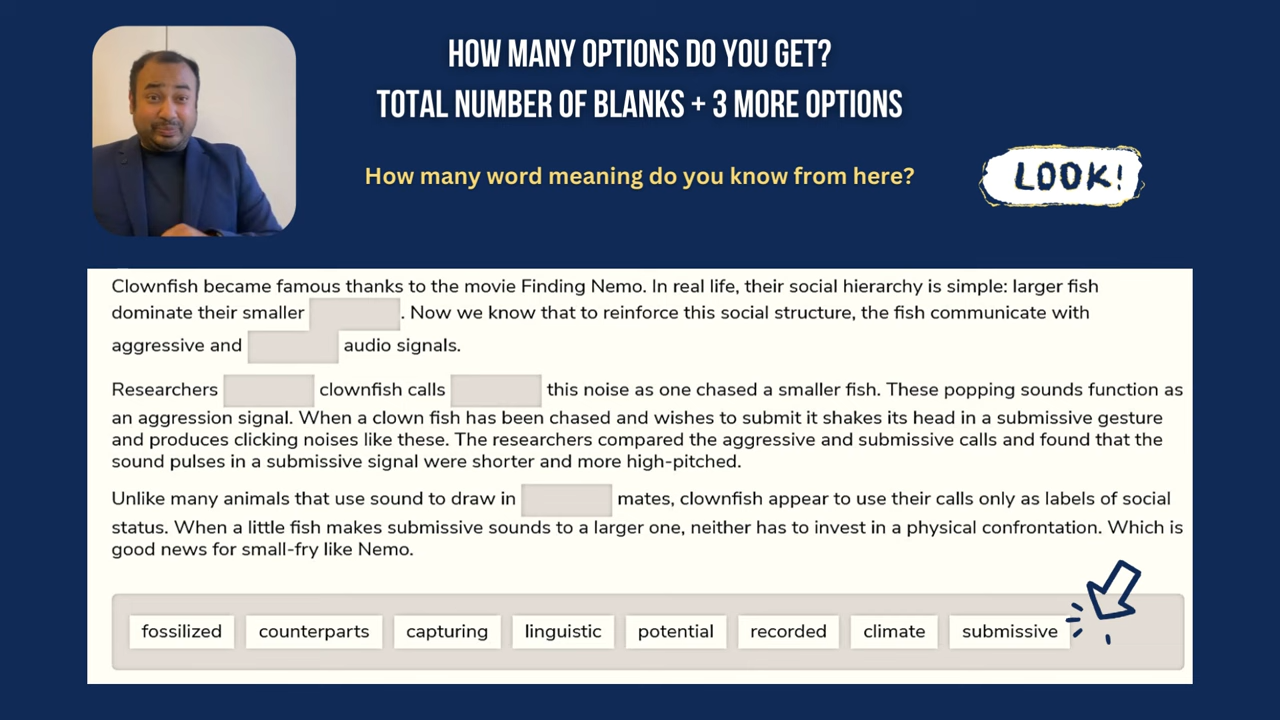 HOW MANY OPTIONS DO YOU GET?
TOTAL NUMBER OF BLANKS + 3 MORE OPTIONS
How many word meaning do you know from here?
LOOK!
Clownfish became famous thanks to the movie Finding Nemo. In real life, their social hierarchy is simple: larger fish
dominate their smaller . Now we know that to reinforce this social structure, the fish communicate with
aggressive and audio signals.
Researchers clownfish calls this noise as one chased a smaller fish. These popping sounds function as
an aggression signal. When a clown fish has been chased and wishes to submit it shakes its head in a submissive gesture
and produces clicking noises like these. The researchers compared the aggressive and submissive calls and found that the
sound pulses in a submissive signal were shorter and more high-pitched.
Unlike many animals that use sound to draw in mates, clownfish appear to use their calls only as labels of social
status. When a little fish makes submissive sounds to a larger one, neither has to invest in a physical confrontation. Which is
good news for small-fry like Nemo.
fossilized counterparts capturing linguistic potential recorded climate submissive